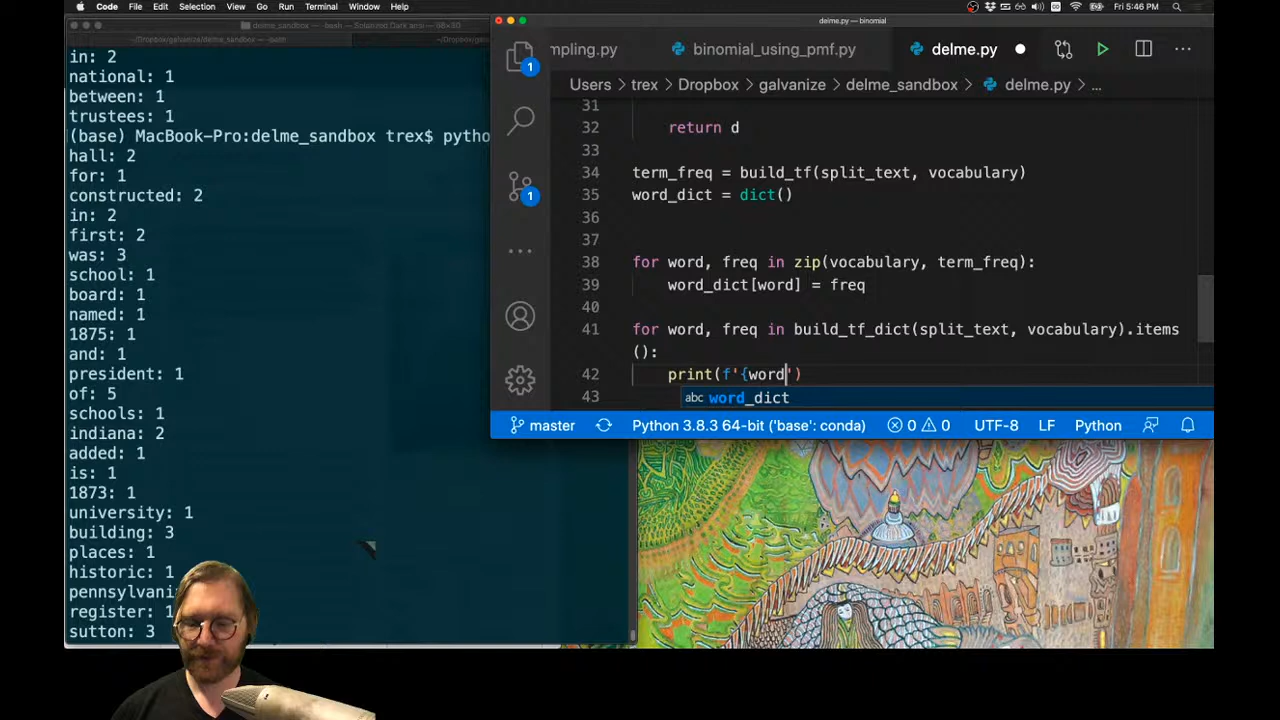 Code File Edit Selection View Go Run Terminal Window Help
Fri 5:46 PM
delme.py — binomial
in: 2
national: 1
between: 1
trustees: 1
(base) MacBook-Pro:delme_sandbox trex$ pytho
hall: 2
for: 1
constructed: 2
in: 2
first: 2
was: 3
school: 1
board: 1
named: 1
1875: 1
and: 1
president: 1
of: 5
schools: 1
indiana: 2
added: 1
is: 1
1873: 1
university: 1
building: 3
places: 1
historic: 1
pennsylvani
register: 1
sutton: 3
1
1
mpling.py binomial_using_pmf.py delme.py
Users > trex > Dropbox > galvanize > delme_sandbox > delme.py > ...
31
32 return d
33
34 term_freq = build_tf(split_text, vocabulary)
35 word_dict = dict()
36
37
38 for word, freq in zip(vocabulary, term_freq):
39 word_dict[word] = freq
40
41 for word, freq in build_tf_dict(split_text, vocabulary).items
():
42 print(f'{word')
43 abc word_dict
master Python 3.8.3 64-bit ('base': conda) 0 0 UTF-8 LF Python